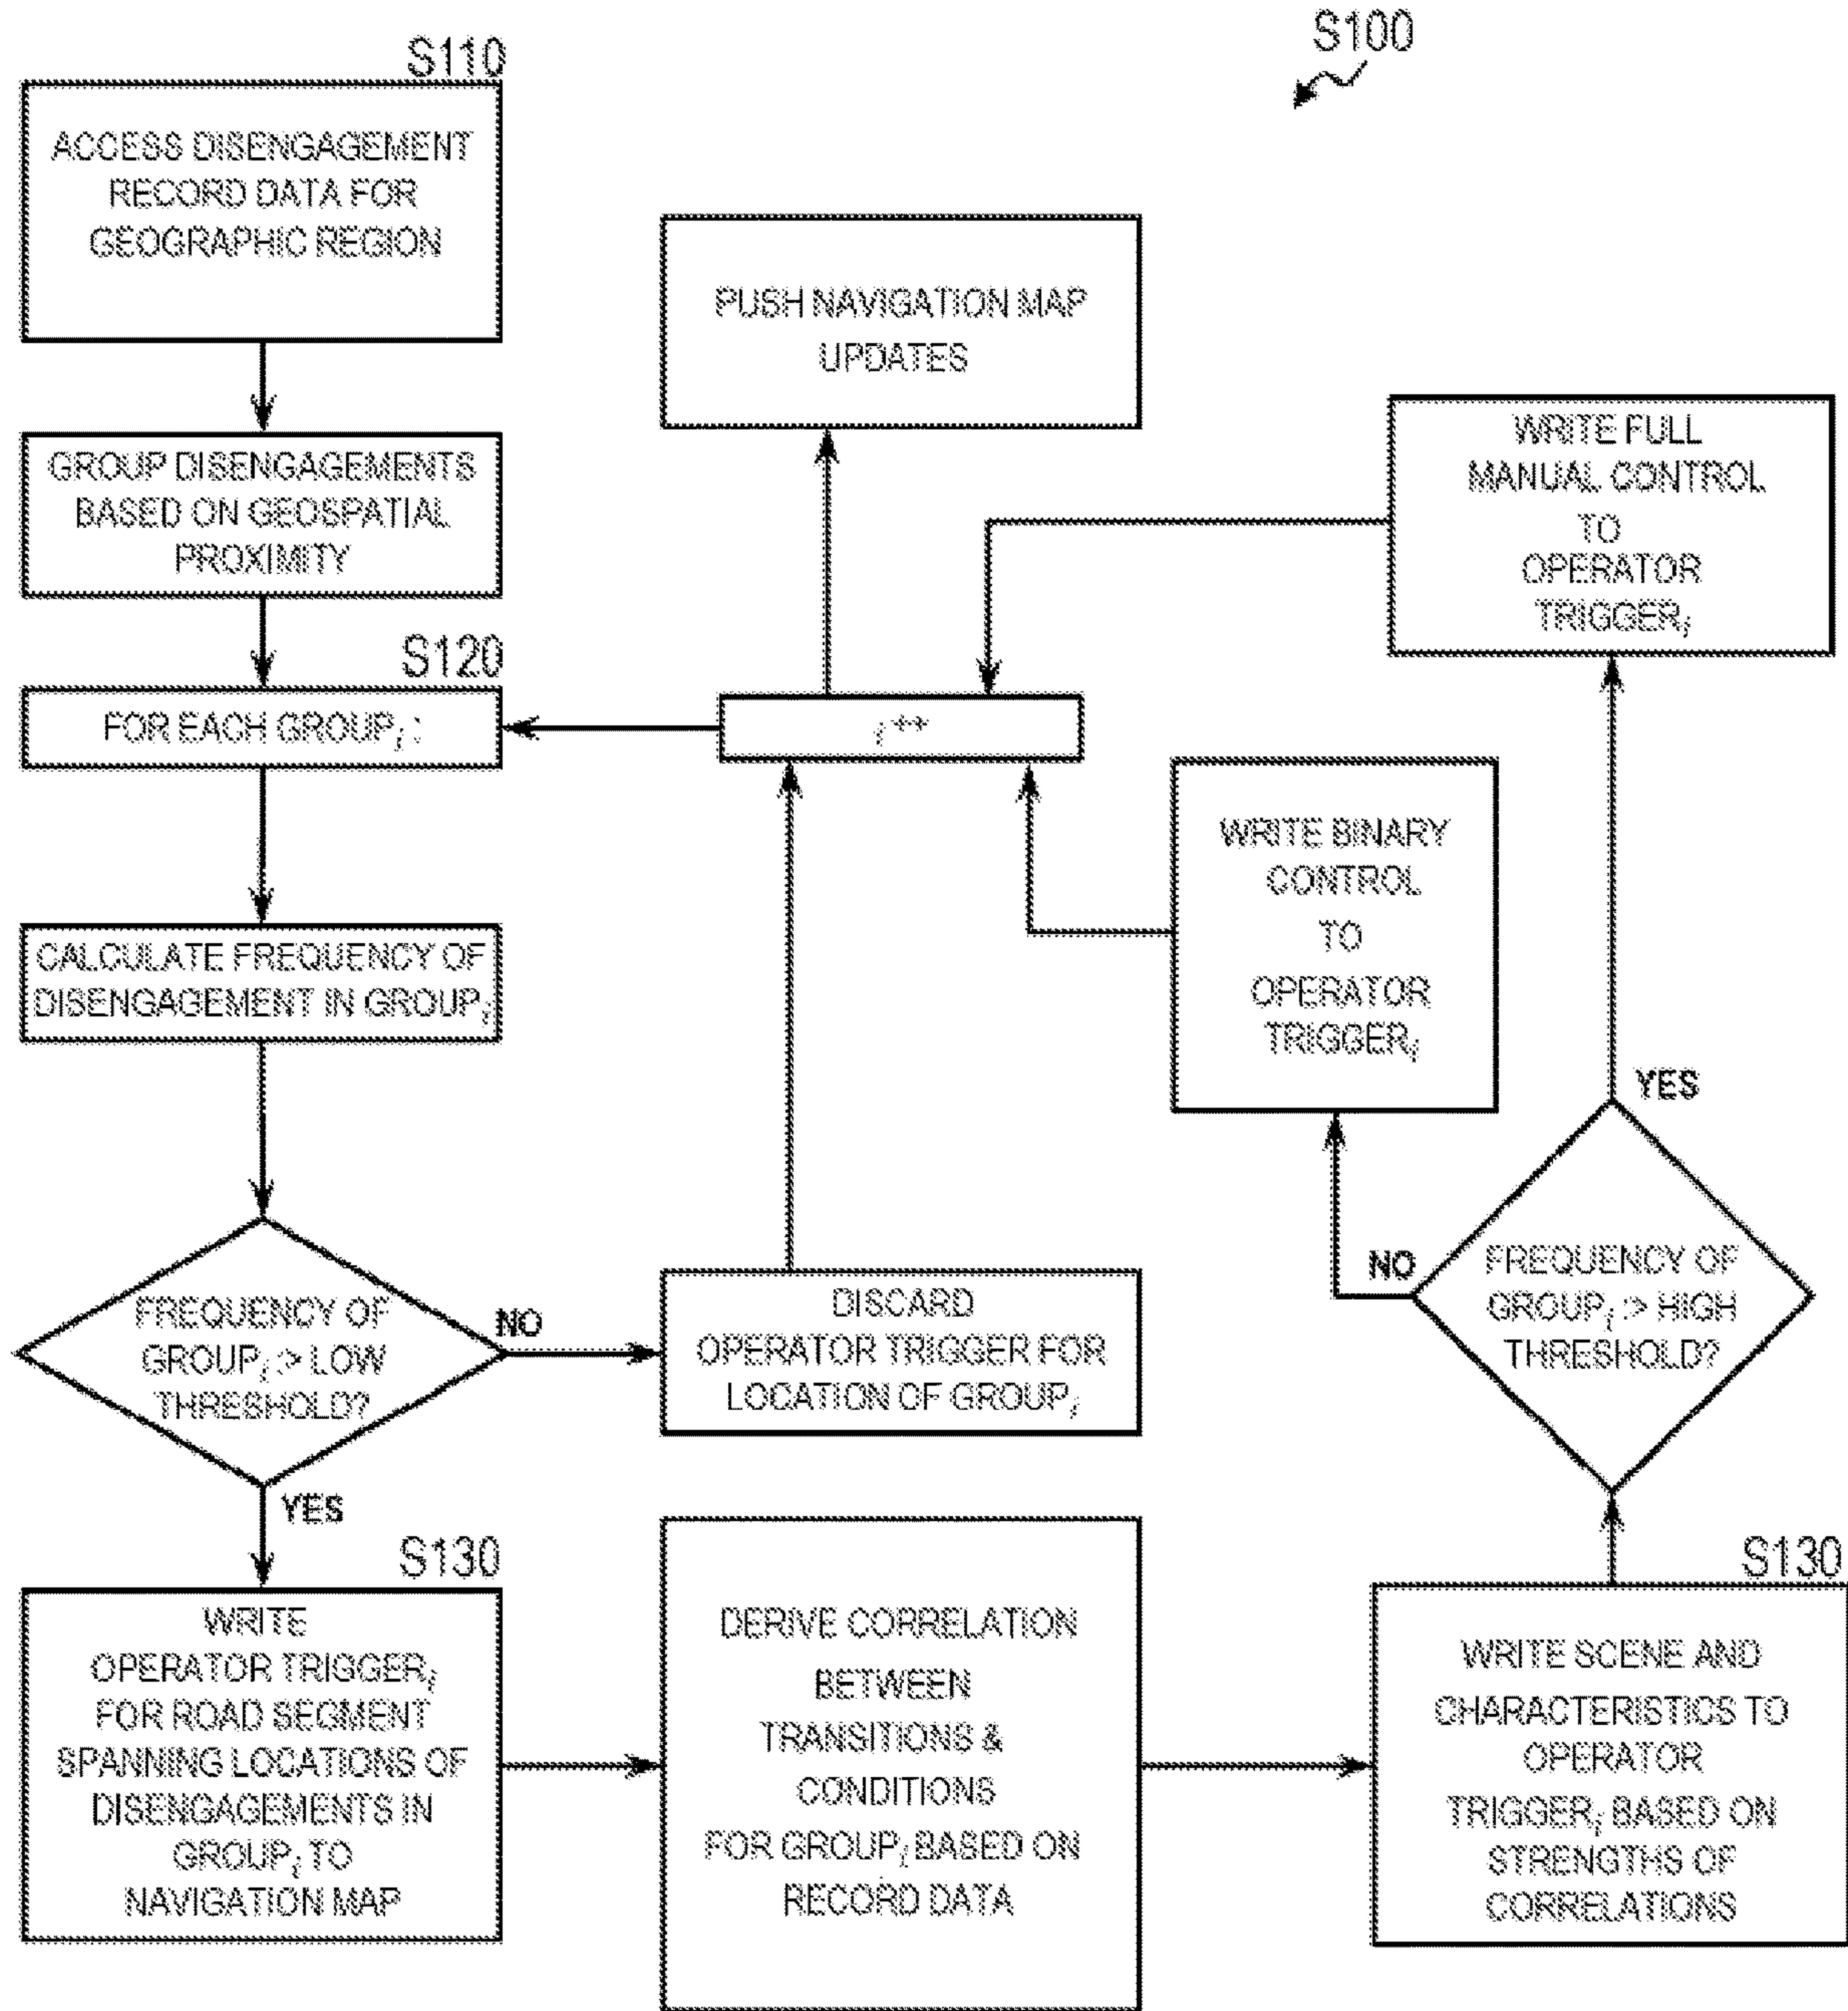 S100
S110
ACCESS DISENGAGEMENT
RECORD DATA FOR
GEOGRAPHIC REGION
GROUP DISENGAGEMENTS
BASED ON GEOSPATIAL
PROXIMITY
S120
FOR EACH GROUPi :
CALCULATE FREQUENCY OF
DISENGAGEMENT IN GROUPi
FREQUENCY OF
GROUPi > LOW
THRESHOLD?
NO
YES
DISCARD
OPERATOR TRIGGER FOR
LOCATION OF GROUPi
i++
PUSH NAVIGATION MAP
UPDATES
S130
WRITE
OPERATOR TRIGGERi
FOR ROAD SEGMENT
SPANNING LOCATIONS OF
DISENGAGEMENTS IN
GROUPi TO
NAVIGATION MAP
DERIVE CORRELATION
BETWEEN
TRANSITIONS &
CONDITIONS
FOR GROUPi BASED ON
RECORD DATA
S130
WRITE SCENE AND
CHARACTERISTICS TO
OPERATOR
TRIGGERi BASED ON
STRENGTHS OF
CORRELATIONS
FREQUENCY OF
GROUPi > HIGH
THRESHOLD?
NO
YES
WRITE BINARY
CONTROL
TO
OPERATOR
TRIGGERi
WRITE FULL
MANUAL CONTROL
TO
OPERATOR
TRIGGERi